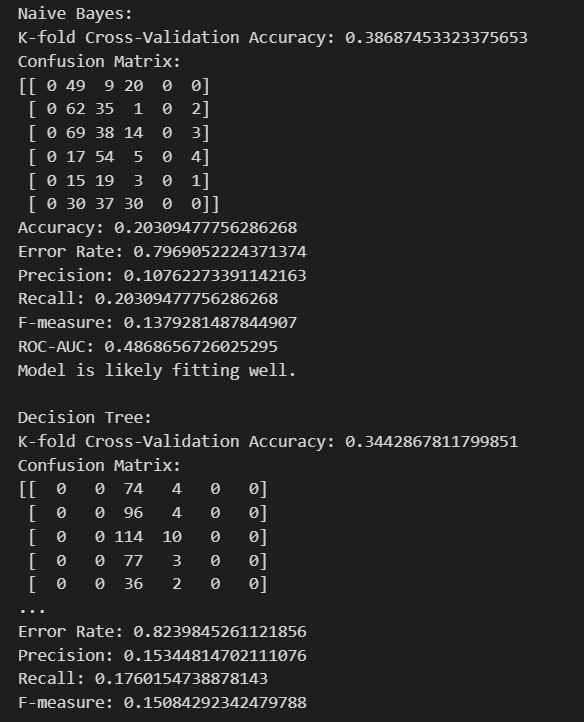 Naive Bayes:
K-fold Cross-Validation Accuracy: 0.38687453323375653
Confusion Matrix:
[[ 0 49  9 20  0  0]
 [ 0 62 35  1  0  2]
 [ 0 69 38 14  0  3]
 [ 0 17 54  5  0  4]
 [ 0 15 19  3  0  1]
 [ 0 30 37 30  0  0]]
Accuracy: 0.20309477756286268
Error Rate: 0.7969052224371374
Precision: 0.10762273391142163
Recall: 0.20309477756286268
F-measure: 0.1379281487844907
ROC-AUC: 0.4868656726025295
Model is likely fitting well.
Decision Tree:
K-fold Cross-Validation Accuracy: 0.3442867811799851
Confusion Matrix:
[[  0   0  74   4   0   0]
 [  0   0  96   4   0   0]
 [  0   0 114  10   0   0]
 [  0   0  77   3   0   0]
 [  0   0  36   2   0   0]
...
Error Rate: 0.8239845261121856
Precision: 0.15344814702111076
Recall: 0.1760154738878143
F-measure: 0.15084292342479788